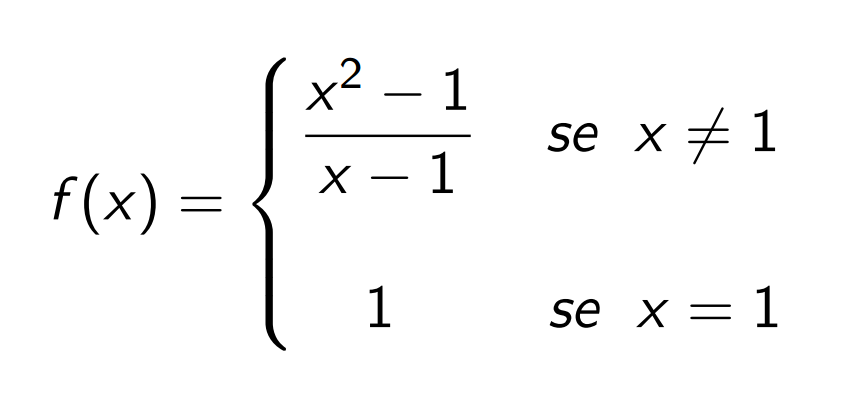 f(x) = { x² − 1 / x − 1 se x ≠ 1
1 se x = 1